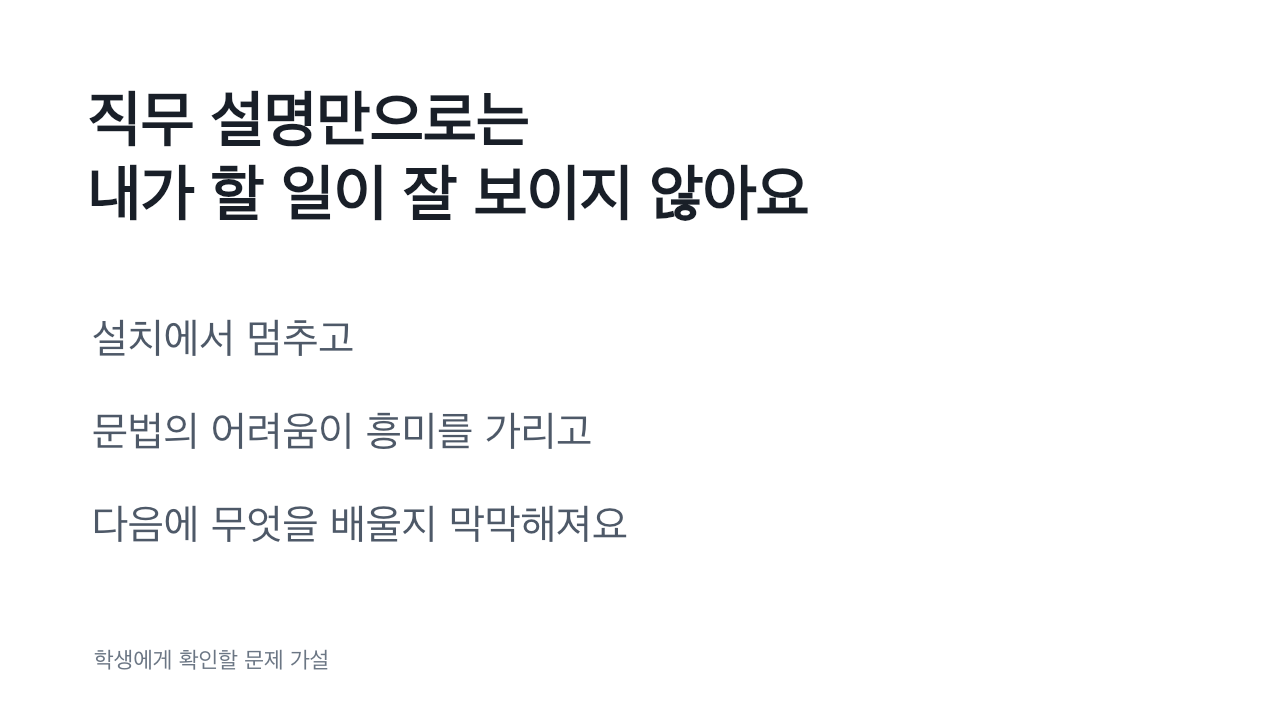 직무 설명만으로는
내가 할 일이 잘 보이지 않아요
설치에서 멈추고
문법의 어려움이 흥미를 가리고
다음에 무엇을 배울지 막막해져요
학생에게 확인할 문제 가설